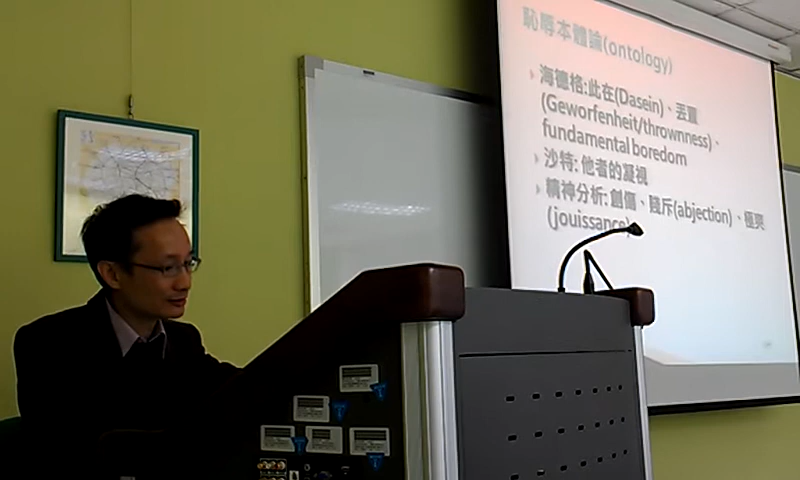 恥辱本體論(ontology)
海德格:此在(Dasein)、丟置
(Geworfenheit/thrownness)、
fundamental boredom
沙特: 他者的凝視
精神分析: 創傷、賤斥(abjection)、極爽
(jouissance)